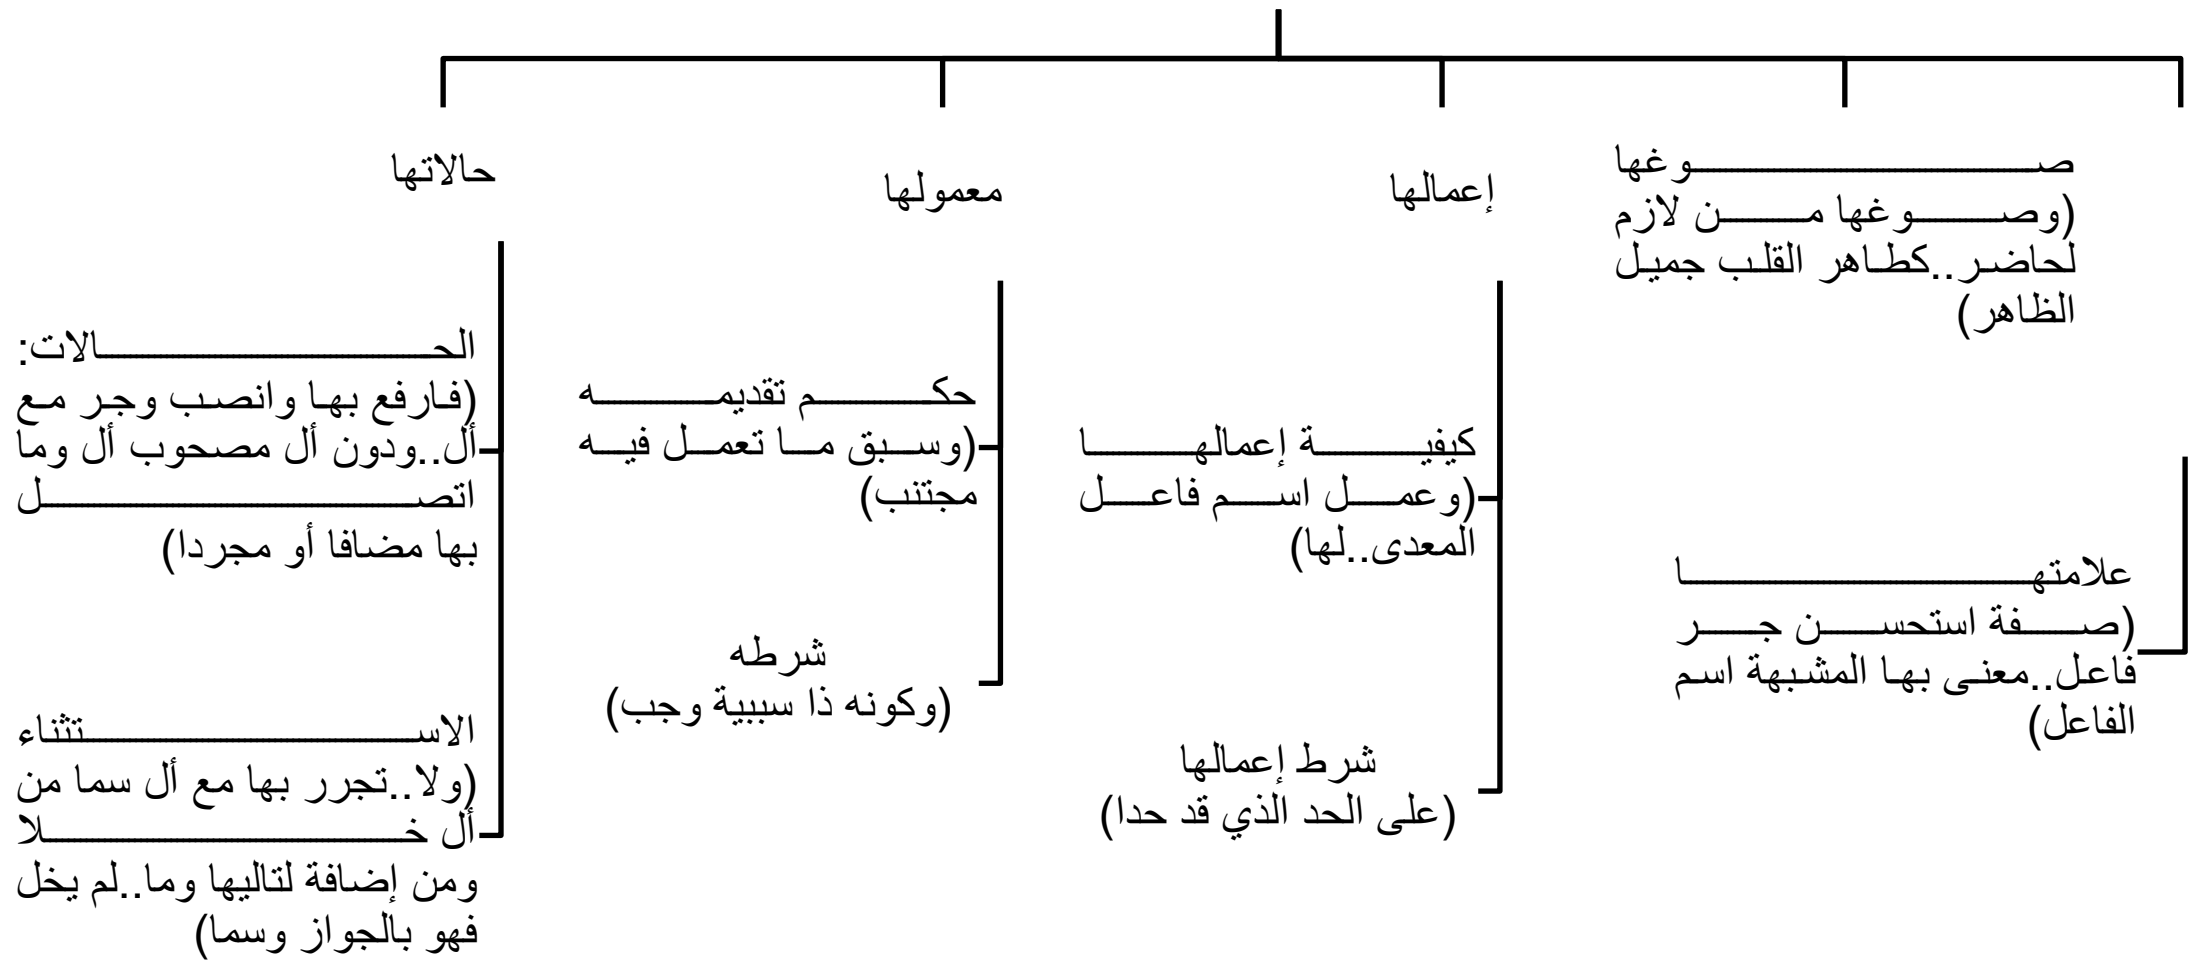 علامتها
(صفة استحسن جر
فاعل..معنى بها المشبهة اسم
الفاعل)
صوغها
(وصوغها من لازم
لحاضر..كطاهر القلب جميل
الظاهر)
إعمالها
كيفية إعمالها
(وعمل اسم فاعل
المعدى..لها)
شرط إعمالها
(على الحد الذي قد حدا)
معمولها
حكم تقديمه
(وسبق ما تعمل فيه
مجتنب)
شرطه
(وكونه ذا سببية وجب)
حالاتها
الحالات:
(فارفع بها وانصب وجر مع
أل..ودون أل مصحوب أل وما
اتصل
بها مضافا أو مجردا)
الاستثناء
(ولا..تجرر بها مع أل سما من
أل خلا
ومن إضافة لتاليها وما..لم يخل
فهو بالجواز وسما)